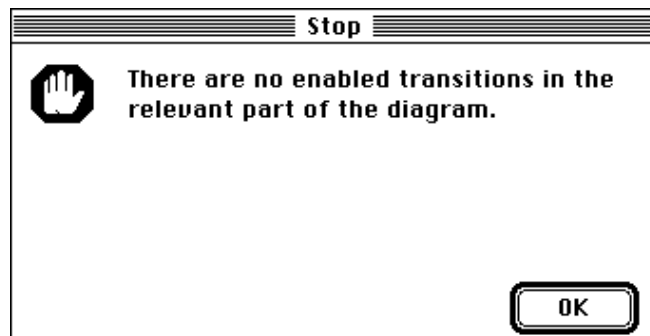 Stop
There are no enabled transitions in the
relevant part of the diagram.
OK